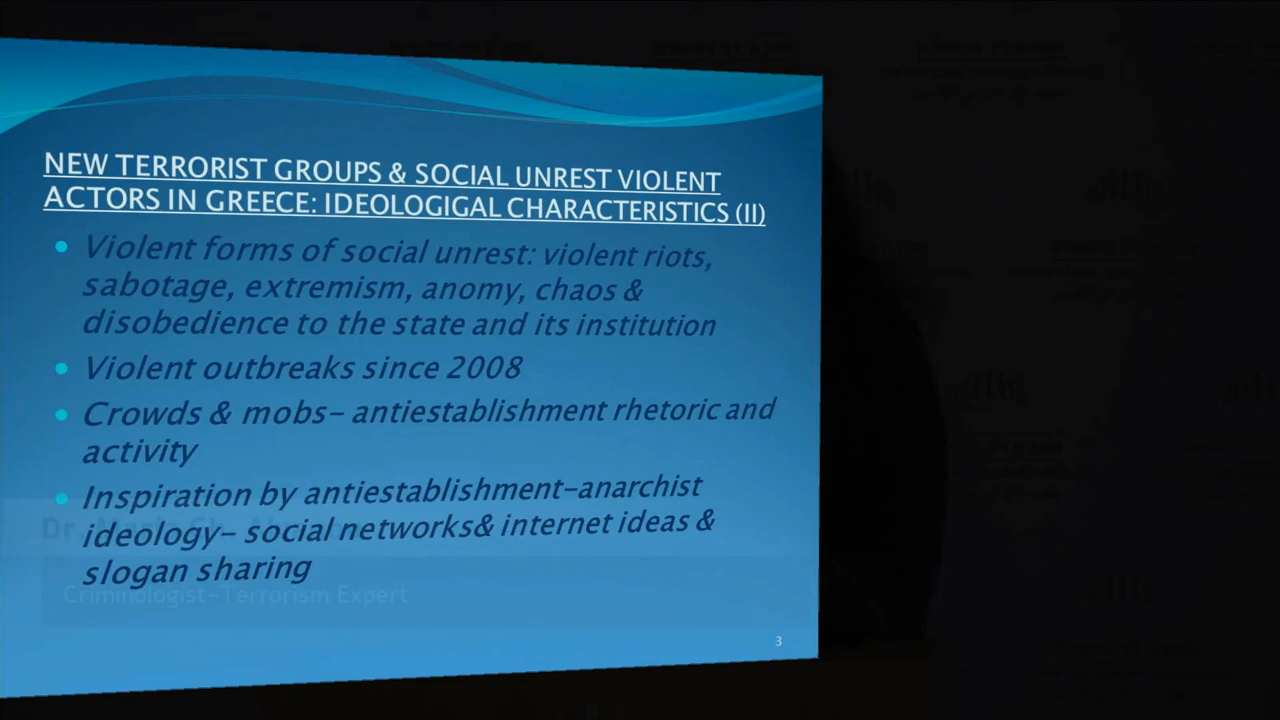 NEW TERRORIST GROUPS & SOCIAL UNREST VIOLENT
ACTORS IN GREECE: IDEOLOGIGAL CHARACTERISTICS (II)
Violent forms of social unrest: violent riots,
sabotage, extremism, anomy, chaos &
disobedience to the state and its institution
Violent outbreaks since 2008
Crowds & mobs- antiestablishment rhetoric and
activity
Inspiration by antiestablishment-anarchist
ideology- social networks& internet ideas &
slogan sharing
Criminologist-Terrorism Expert
3